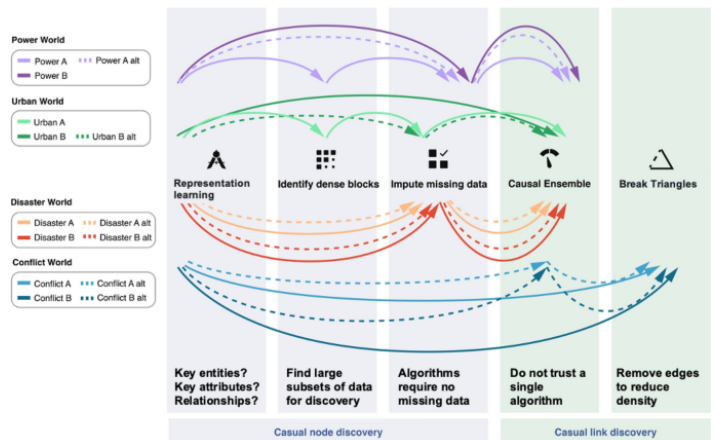 Power World
Power A
Power A alt
Power B
Urban World
Urban A
Urban B
Urban B alt
Representation learning
Identify dense blocks
Impute missing data
Causal Ensemble
Break Triangles
Disaster World
Disaster A
Disaster A alt
Disaster B
Disaster B alt
Conflict World
Conflict A
Conflict A alt
Conflict B
Conflict B alt
Key entities?
Key attributes?
Relationships?
Find large
subsets of data
for discovery
Algorithms
require no
missing data
Do not trust a
single
algorithm
Remove edges
to reduce
density
Casual node discovery
Casual link discovery